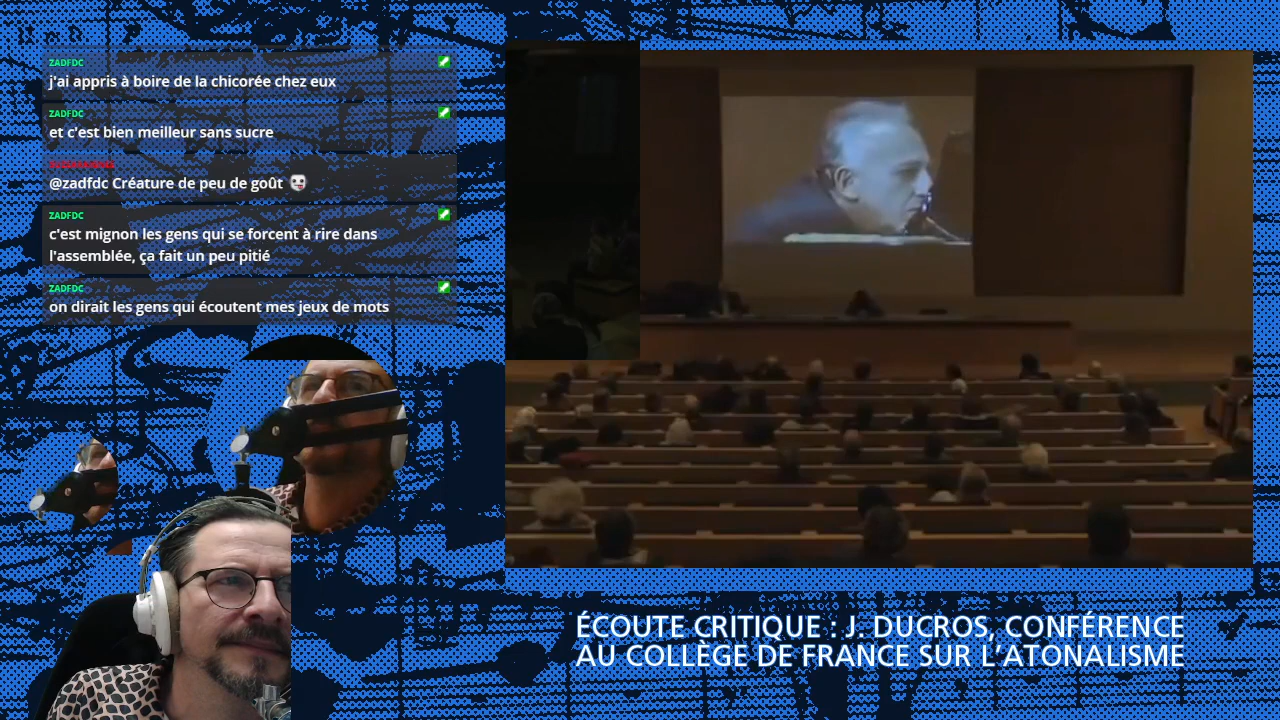 ZADFDC
j'ai appris à boire de la chicorée chez eux
ZADFDC
et c'est bien meilleur sans sucre
@zadfdc Créature de peu de goût
ZADFDC
c'est mignon les gens qui se forcent à rire dans
l'assemblée, ça fait un peu pitié
ZADFDC
on dirait les gens qui écoutent mes jeux de mots
ÉCOUTE CRITIQUE : J. DUCROS, CONFÉRENCE
AU COLLÈGE DE FRANCE SUR L'ATONALISME